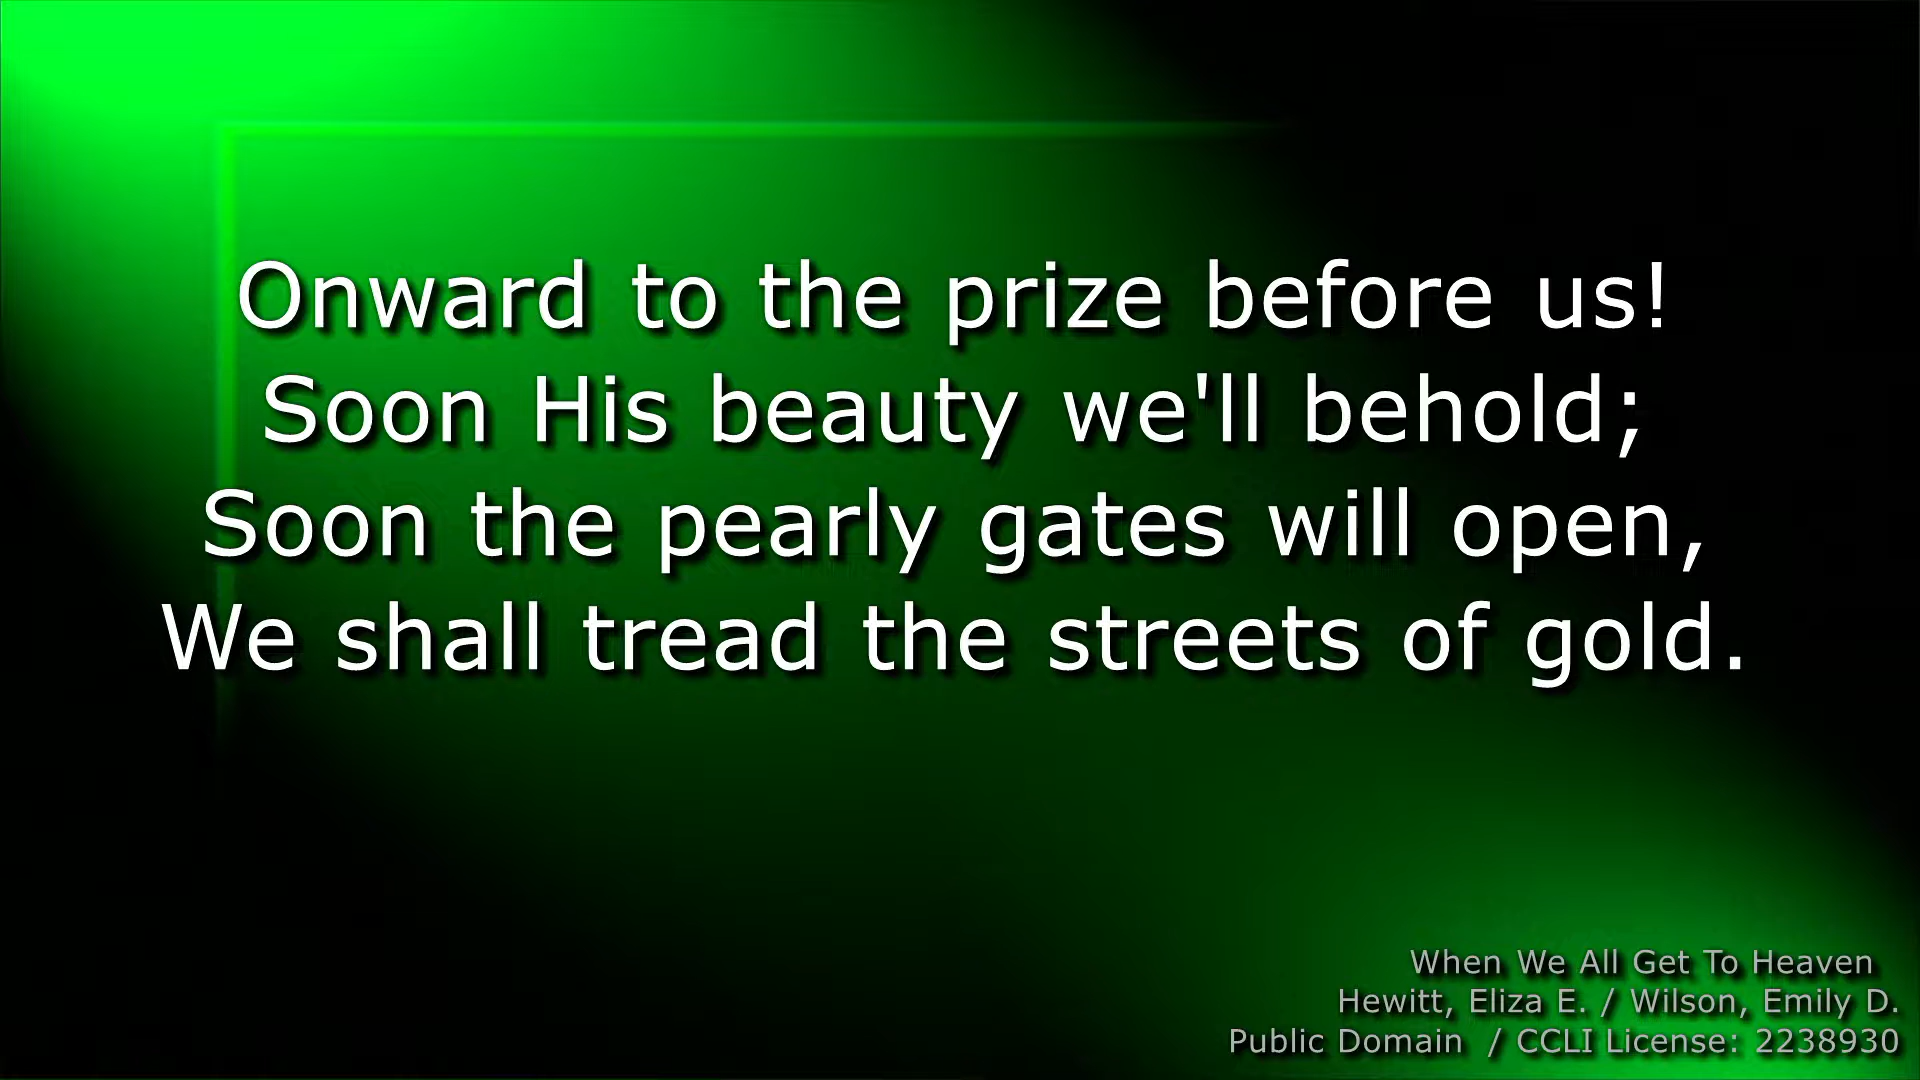 Onward to the prize before us!
Soon His beauty we'll behold;
Soon the pearly gates will open,
We shall tread the streets of gold.
When We All Get To Heaven
Hewitt, Eliza E. / Wilson, Emily D.
Public Domain / CCLI License: 2238930